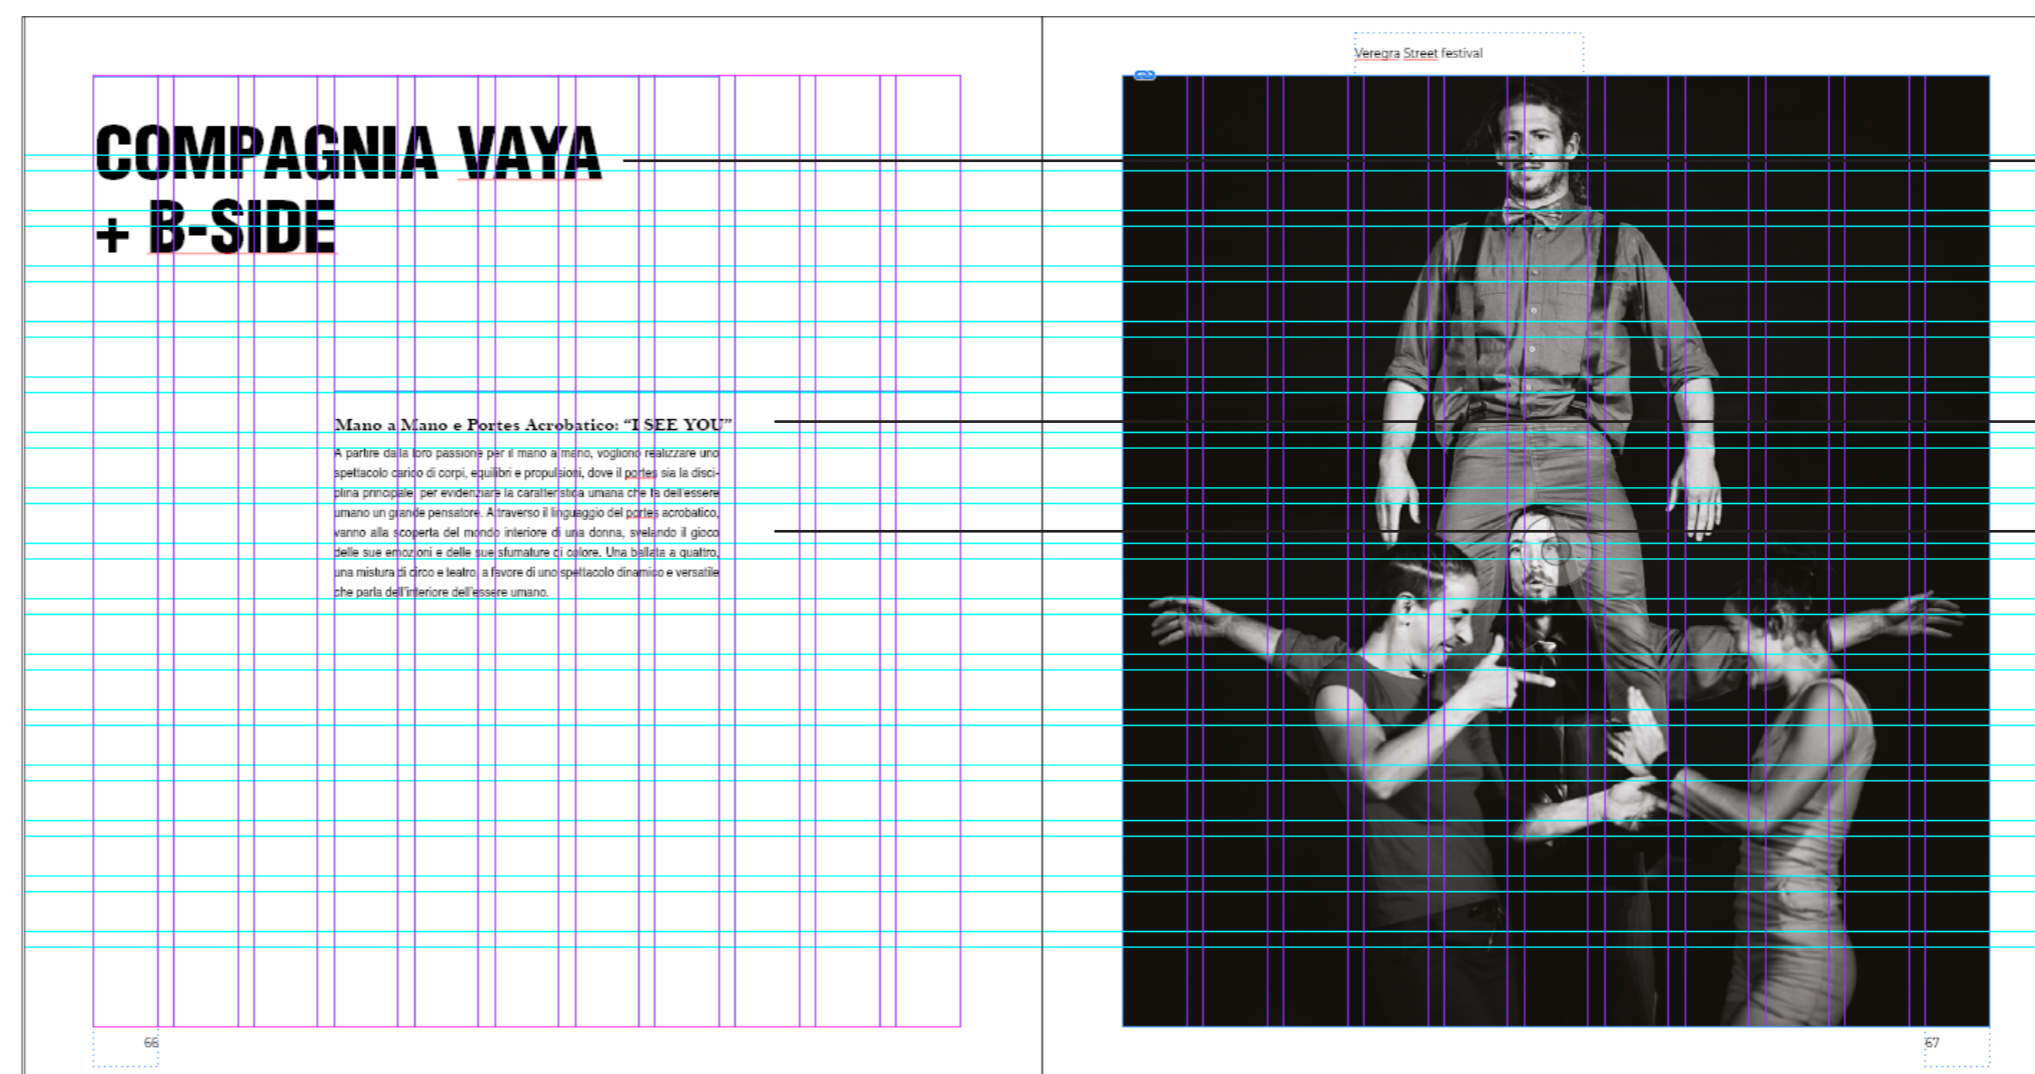 Veregra Street festival
COMPAGNIA VAYA
+ B-SIDE
Mano a Mano e Portes Acrobatico: “I SEE YOU”
A partire dalla loro passione per il mano a mano, vogliono realizzare uno
spettacolo carico di corpi, equilibri e propulsioni, dove il portes sia la disci-
plina principale per evidenziare la caratteristica umana che fa dell'essere
umano un grande pensatore. Attraverso il linguaggio del portes acrobatico,
vanno alla scoperta del mondo interiore di una donna, svelando il gioco
delle sue emozioni e delle sue sfumature di colore. Una ballata a quattro,
una mistura di circo e teatro, a favore di uno spettacolo dinamico e versatile
che parla dell'interiore dell'essere umano.
66
67